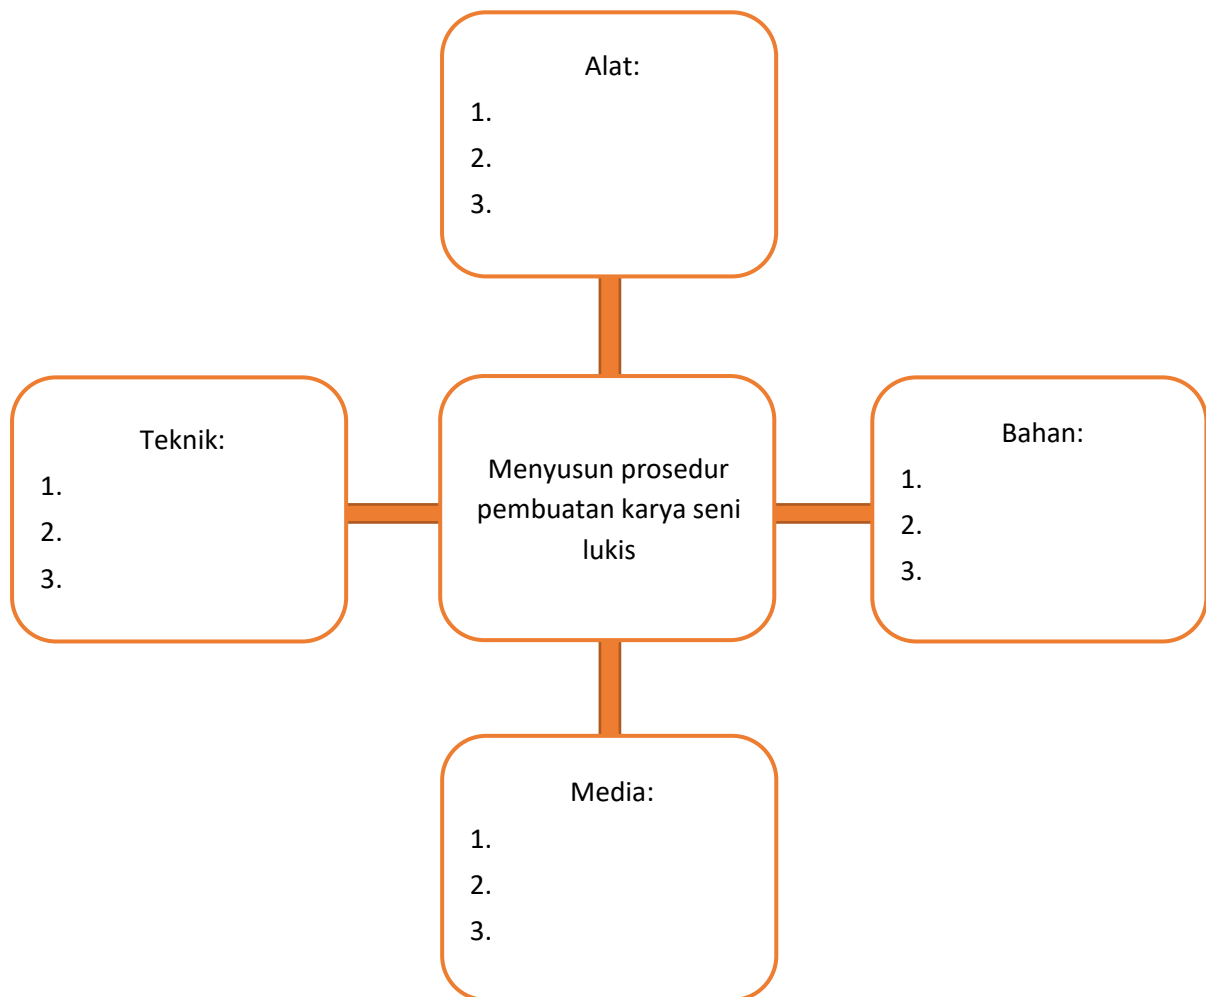 Alat:
1.
2.
3.
Teknik:
1.
2.
3.
Menyusun prosedur
pembuatan karya seni
lukis
Bahan:
1.
2.
3.
Media:
1.
2.
3.